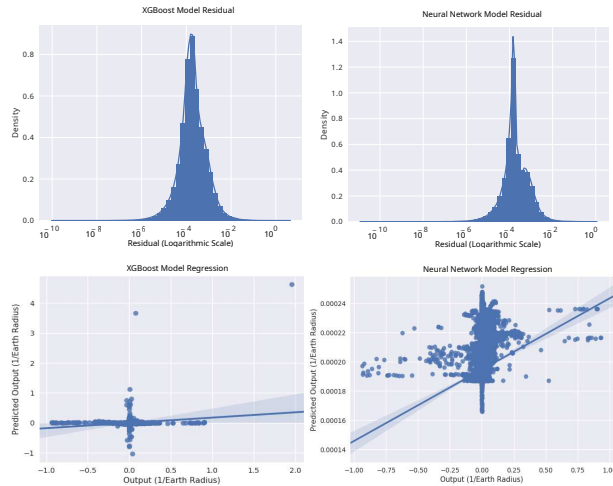 XGBoost Model Residual
Density
0.8
0.6
0.4
0.2
0.0
10^-10 10^-8 10^-6 10^-4 10^-2 10^0
Residual (Logarithmic Scale)
Neural Network Model Residual
Density
1.4
1.2
1.0
0.8
0.6
0.4
0.2
0.0
10^-10 10^-8 10^-6 10^-4 10^-2 10^0
Residual (Logarithmic Scale)
XGBoost Model Regression
Predicted Output (1/Earth Radius)
4
3
2
1
0
−1
−1.0 −0.5 0.0 0.5 1.0 1.5 2.0
Output (1/Earth Radius)
Neural Network Model Regression
Predicted Output (1/Earth Radius)
0.00024
0.00022
0.00020
0.00018
0.00016
0.00014
−1.00 −0.75 −0.50 −0.25 0.00 0.25 0.50 0.75 1.00
Output (1/Earth Radius)